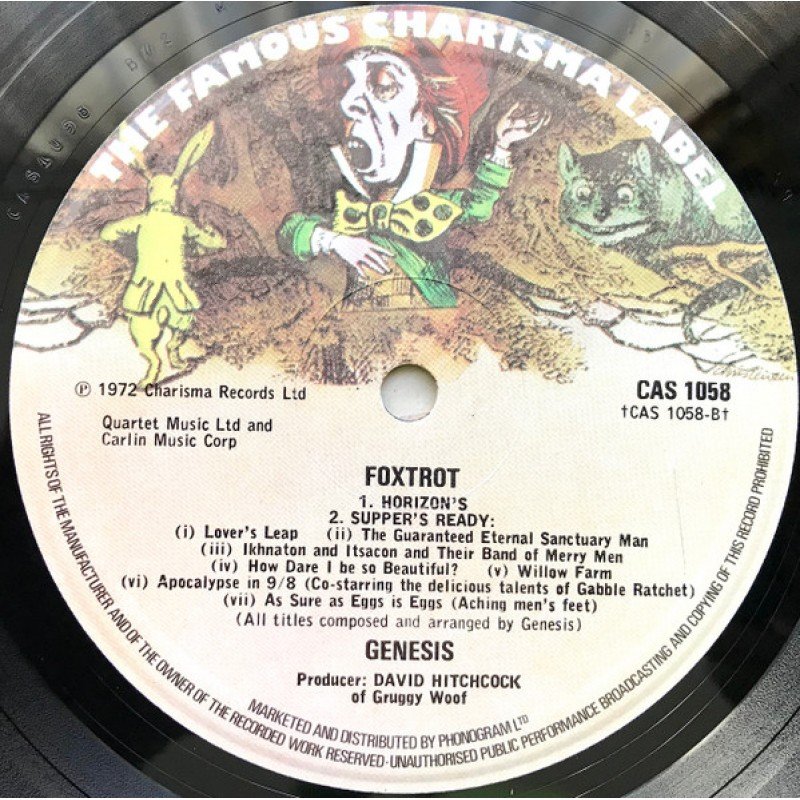 THE FAMOUS CHARISMA LABEL
℗ 1972 Charisma Records Ltd
Quartet Music Ltd and
Carlin Music Corp
CAS 1058
†CAS 1058-B†
FOXTROT
1. HORIZON'S
2. SUPPER'S READY:
(i) Lover's Leap (ii) The Guaranteed Eternal Sanctuary Man
(iii) Ikhnaton and Itsacon and Their Band of Merry Men
(iv) How Dare I be so Beautiful? (v) Willow Farm
(vi) Apocalypse in 9/8 (Co-starring the delicious talents of Gabble Ratchet)
(vii) As Sure as Eggs is Eggs (Aching men's feet)
(All titles composed and arranged by Genesis)
GENESIS
Producer: DAVID HITCHCOCK
of Gruggy Woof
MARKETED AND DISTRIBUTED BY PHONOGRAM LTD
ALL RIGHTS OF THE MANUFACTURER AND OF THE OWNER OF THE RECORDED WORK RESERVED·UNAUTHORISED PUBLIC PERFORMANCE BROADCASTING AND COPYING OF THIS RECORD PROHIBITED